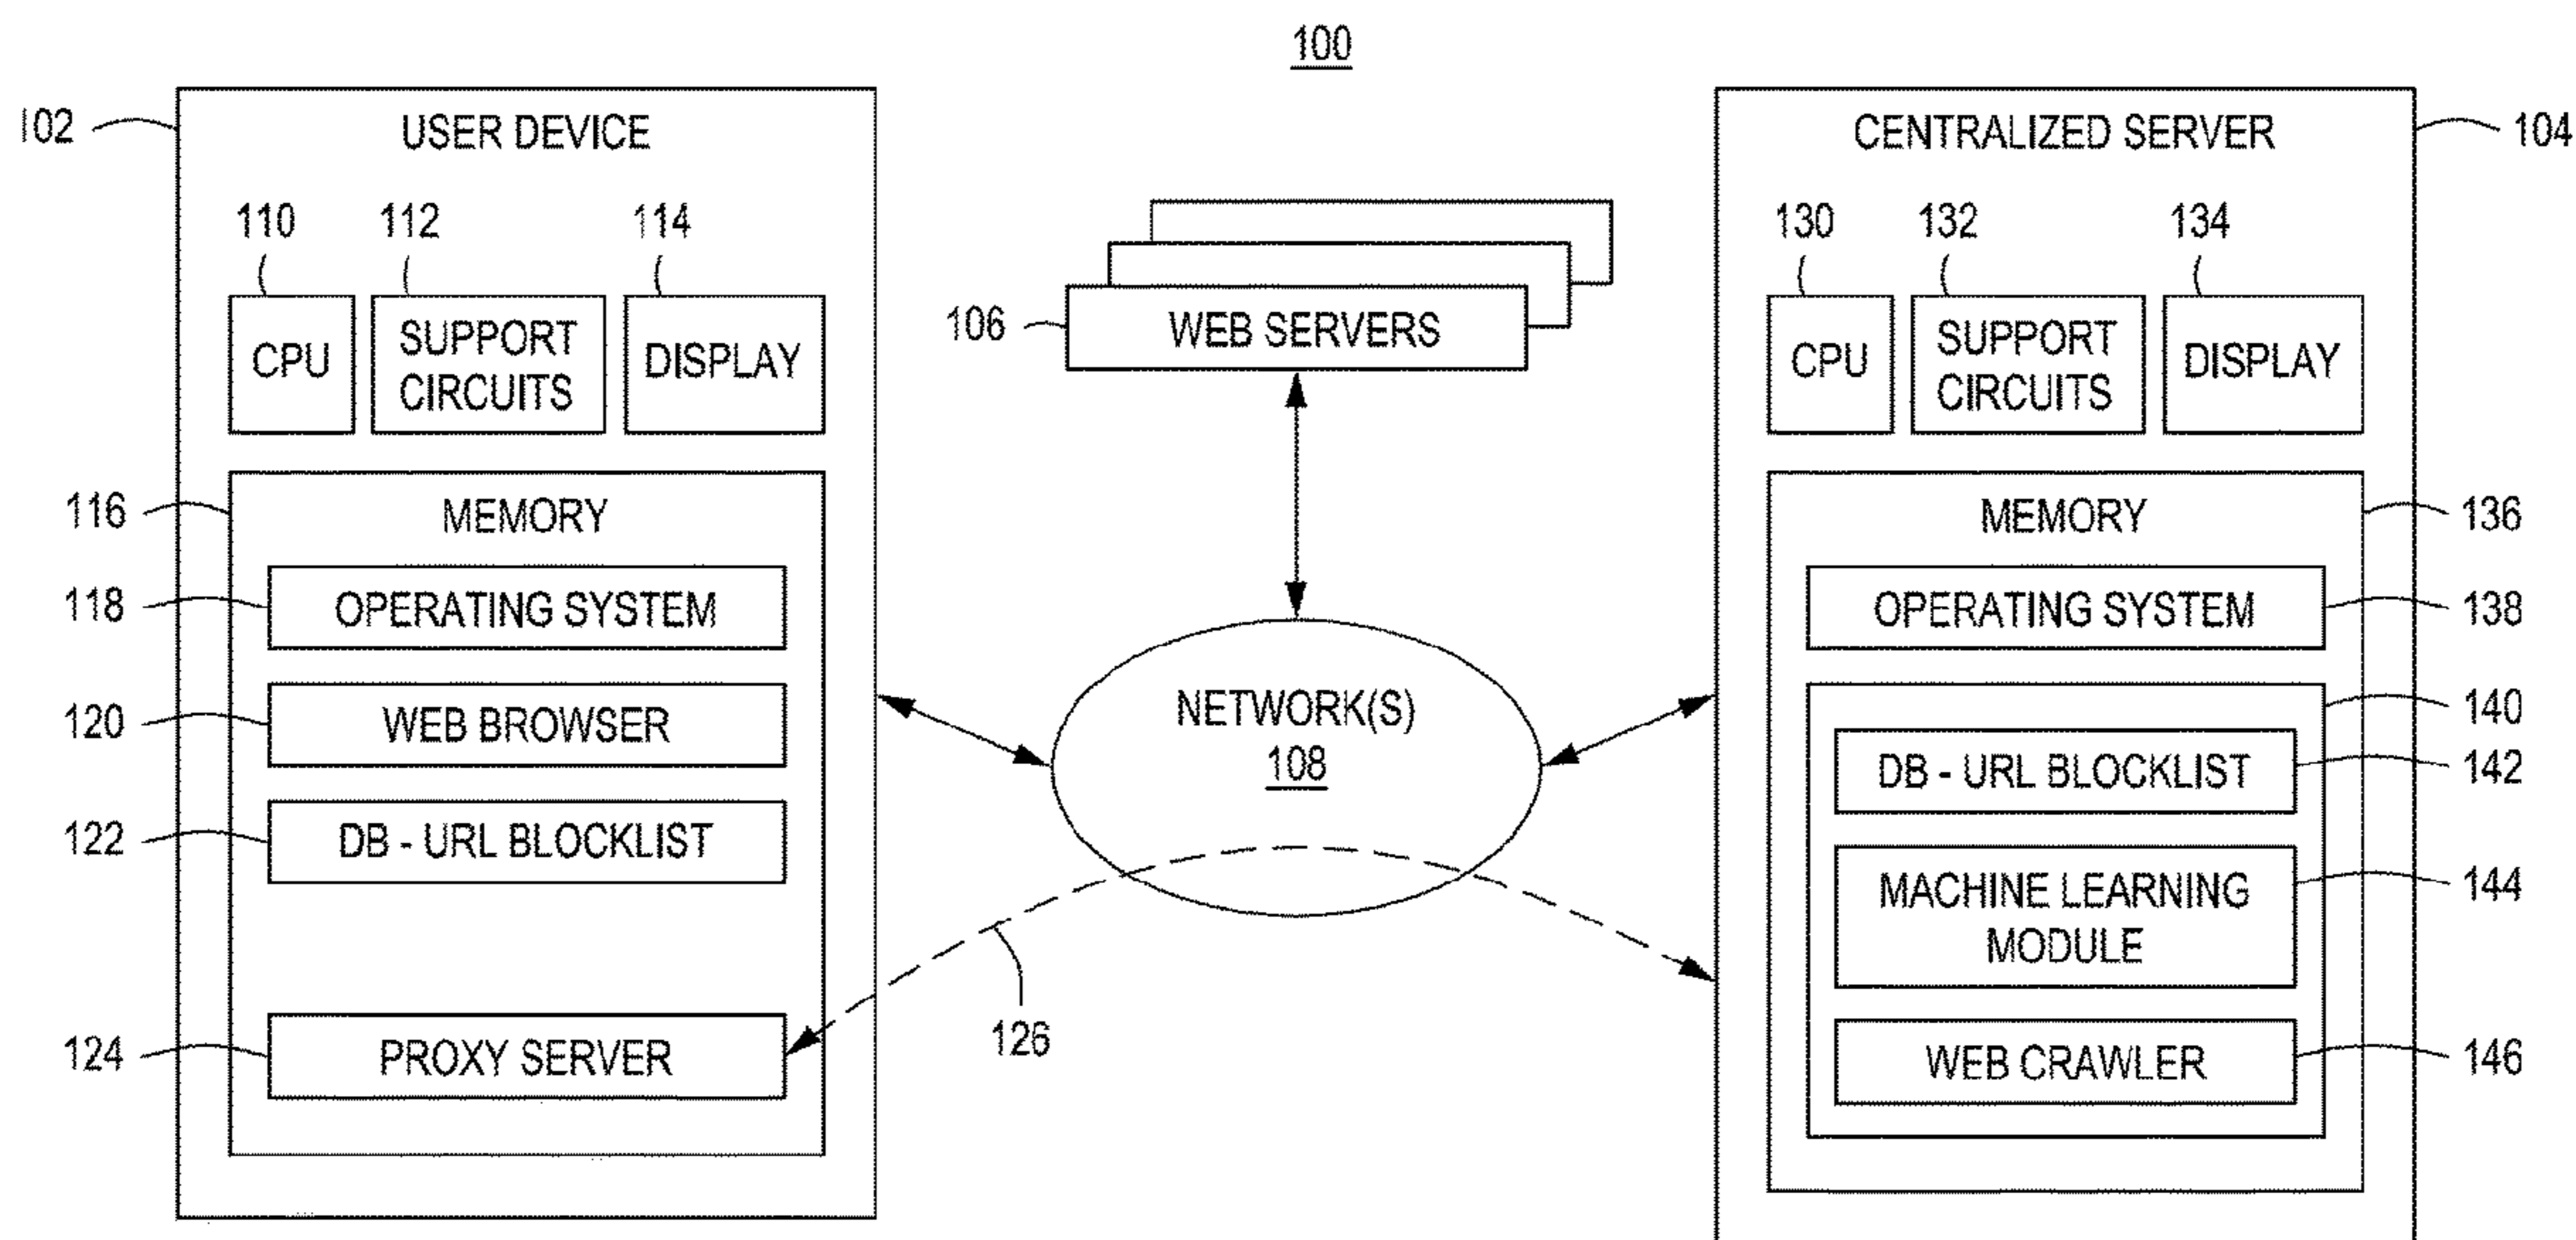 100
102
USER DEVICE
110
112
114
CPU
SUPPORT
CIRCUITS
DISPLAY
116
MEMORY
118
OPERATING SYSTEM
120
WEB BROWSER
122
DB - URL BLOCKLIST
124
PROXY SERVER
106
WEB SERVERS
NETWORK(S)
108
126
CENTRALIZED SERVER
104
130
132
134
CPU
SUPPORT
CIRCUITS
DISPLAY
MEMORY
136
OPERATING SYSTEM
138
140
DB - URL BLOCKLIST
142
MACHINE LEARNING
MODULE
144
WEB CRAWLER
146